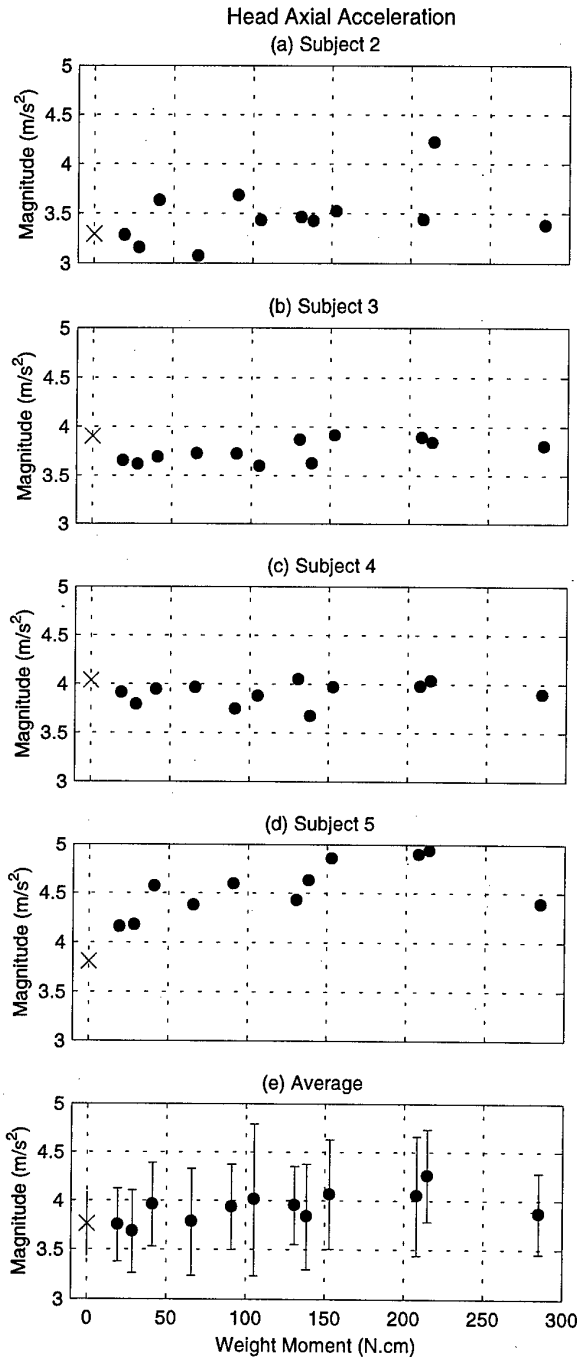 Head Axial Acceleration
(a) Subject 2
5
4.5
4
3.5
3
Magnitude (m/s²)
(b) Subject 3
5
4.5
4
3.5
3
Magnitude (m/s²)
(c) Subject 4
5
4.5
4
3.5
3
Magnitude (m/s²)
(d) Subject 5
5
4.5
4
3.5
3
Magnitude (m/s²)
(e) Average
5
4.5
4
3.5
3
Magnitude (m/s²)
0 50 100 150 200 250 300
Weight Moment (N.cm)